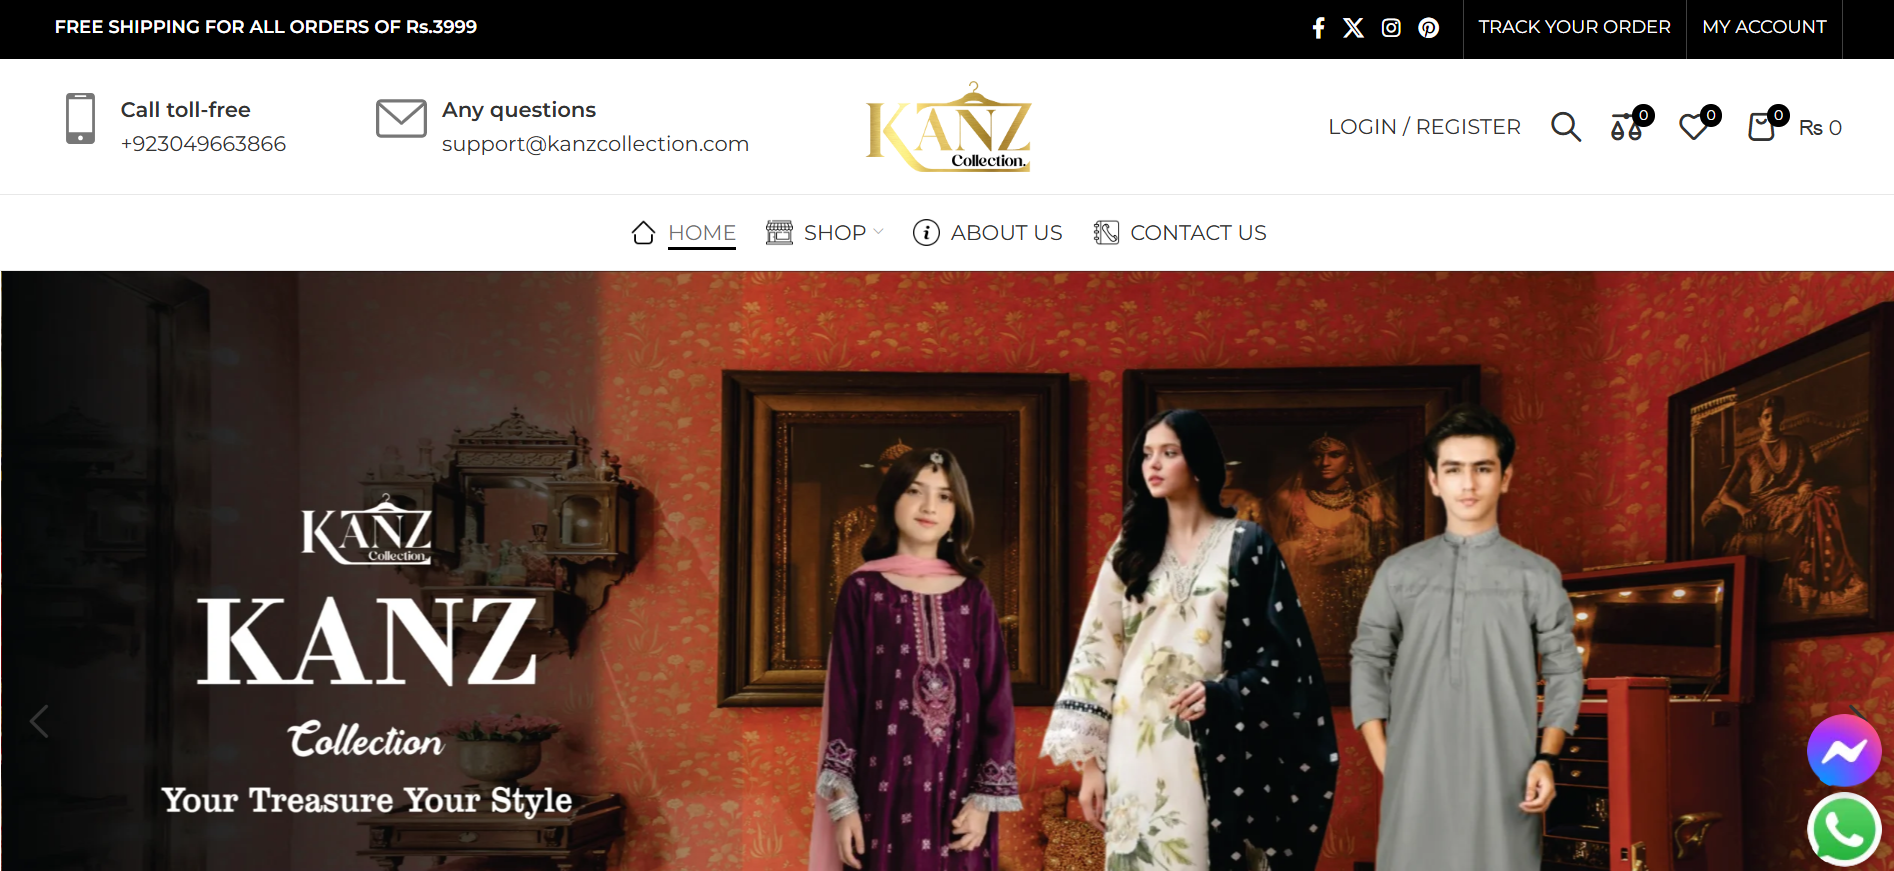 FREE SHIPPING FOR ALL ORDERS OF Rs.3999
TRACK YOUR ORDER
MY ACCOUNT
Call toll-free
+923049663866
Any questions
support@kanzcollection.com
KANZ
Collection.
LOGIN / REGISTER
0
0
0
₨ 0
HOME
SHOP
ABOUT US
CONTACT US
KANZ
Collection.
KANZ
Collection
Your Treasure Your Style